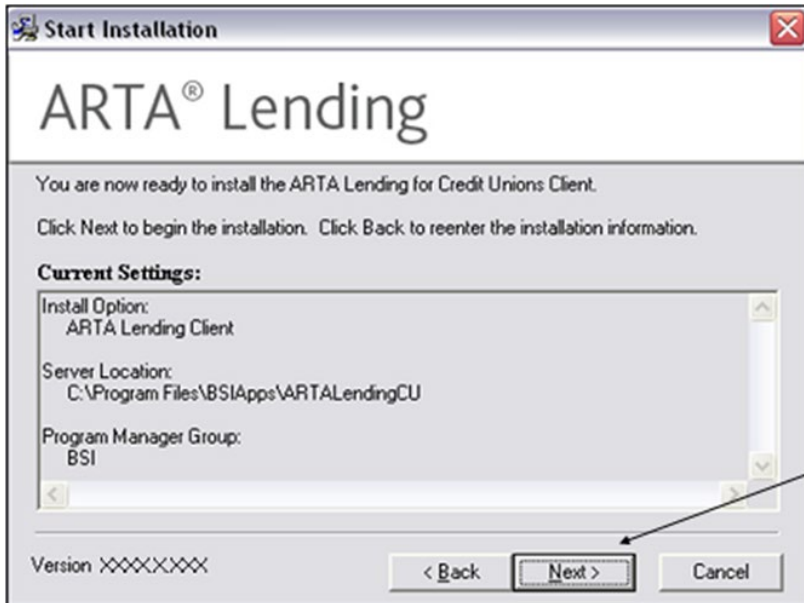 Start Installation
ARTA® Lending
You are now ready to install the ARTA Lending for Credit Unions Client.
Click Next to begin the installation. Click Back to reenter the installation information.
Current Settings:
Install Option:
ARTA Lending Client
Server Location:
C:\Program Files\BSIApps\ARTALendingCU
Program Manager Group:
BSI
Version XXXX.X.XXX
< Back Next > Cancel